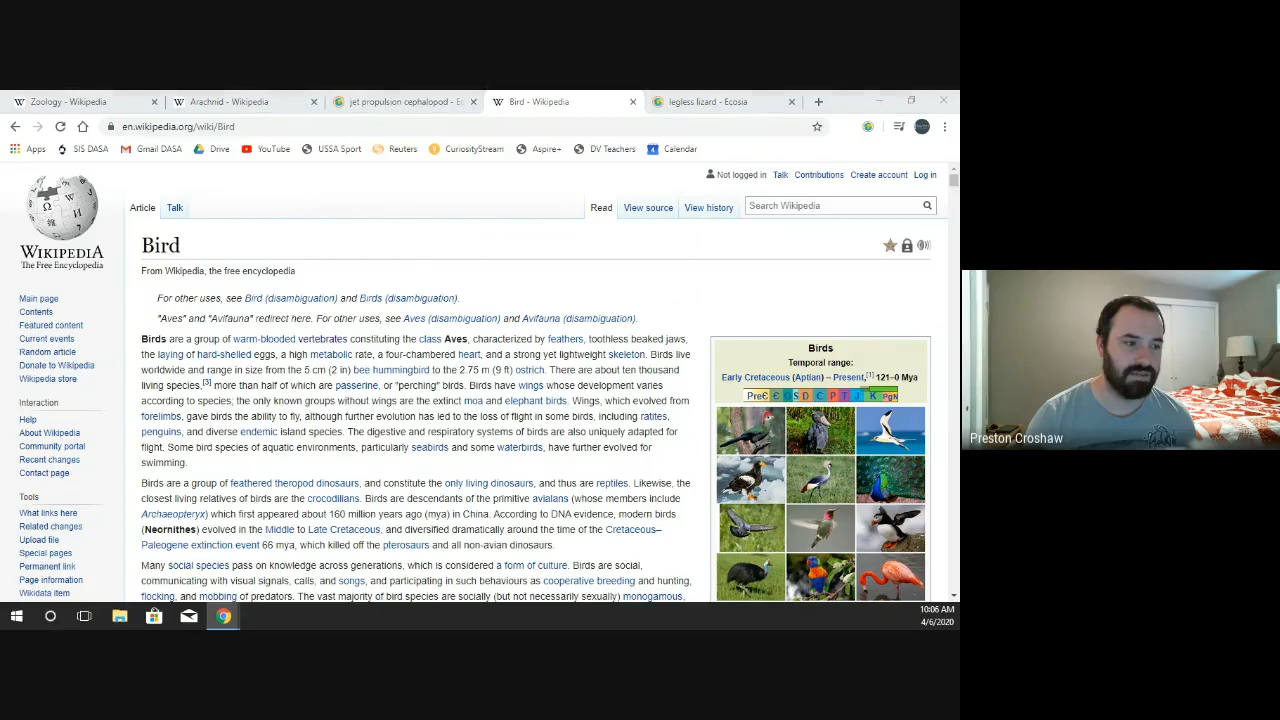 Zoology - Wikipedia
Arachnid - Wikipedia
jet propulsion cephalopod - Ec
Bird - Wikipedia
legless lizard - Ecosia
en.wikipedia.org/wiki/Bird
Apps SIS DASA Gmail DASA Drive YouTube USSA Sport Reuters CuriosityStream Aspire+ DV Teachers Calendar
Not logged in Talk Contributions Create account Log in
Article Talk Read View source View history Search Wikipedia
WIKIPEDIA
The Free Encyclopedia
Main page
Contents
Featured content
Current events
Random article
Donate to Wikipedia
Wikipedia store
Interaction
Help
About Wikipedia
Community portal
Recent changes
Contact page
Tools
What links here
Related changes
Upload file
Special pages
Permanent link
Page information
Wikidata item
Bird
From Wikipedia, the free encyclopedia
For other uses, see Bird (disambiguation) and Birds (disambiguation).
"Aves" and "Avifauna" redirect here. For other uses, see Aves (disambiguation) and Avifauna (disambiguation).
Birds are a group of warm-blooded vertebrates constituting the class Aves, characterized by feathers, toothless beaked jaws,
the laying of hard-shelled eggs, a high metabolic rate, a four-chambered heart, and a strong yet lightweight skeleton. Birds live
worldwide and range in size from the 5 cm (2 in) bee hummingbird to the 2.75 m (9 ft) ostrich. There are about ten thousand
living species,[3] more than half of which are passerine, or "perching" birds. Birds have wings whose development varies
according to species; the only known groups without wings are the extinct moa and elephant birds. Wings, which evolved from
forelimbs, gave birds the ability to fly, although further evolution has led to the loss of flight in some birds, including ratites,
penguins, and diverse endemic island species. The digestive and respiratory systems of birds are also uniquely adapted for
flight. Some bird species of aquatic environments, particularly seabirds and some waterbirds, have further evolved for
swimming.
Birds are a group of feathered theropod dinosaurs, and constitute the only living dinosaurs, and thus are reptiles. Likewise, the
closest living relatives of birds are the crocodilians. Birds are descendants of the primitive avialans (whose members include
Archaeopteryx) which first appeared about 160 million years ago (mya) in China. According to DNA evidence, modern birds
(Neornithes) evolved in the Middle to Late Cretaceous, and diversified dramatically around the time of the Cretaceous–
Paleogene extinction event 66 mya, which killed off the pterosaurs and all non-avian dinosaurs.
Many social species pass on knowledge across generations, which is considered a form of culture. Birds are social,
communicating with visual signals, calls, and songs, and participating in such behaviours as cooperative breeding and hunting,
flocking, and mobbing of predators. The vast majority of bird species are socially (but not necessarily sexually) monogamous,
Birds
Temporal range:
Early Cretaceous (Aptian) – Present,[1] 121–0 Mya
PreЄ Є O S D C P T J K PgN
10:06 AM
4/6/2020
Preston Croshaw